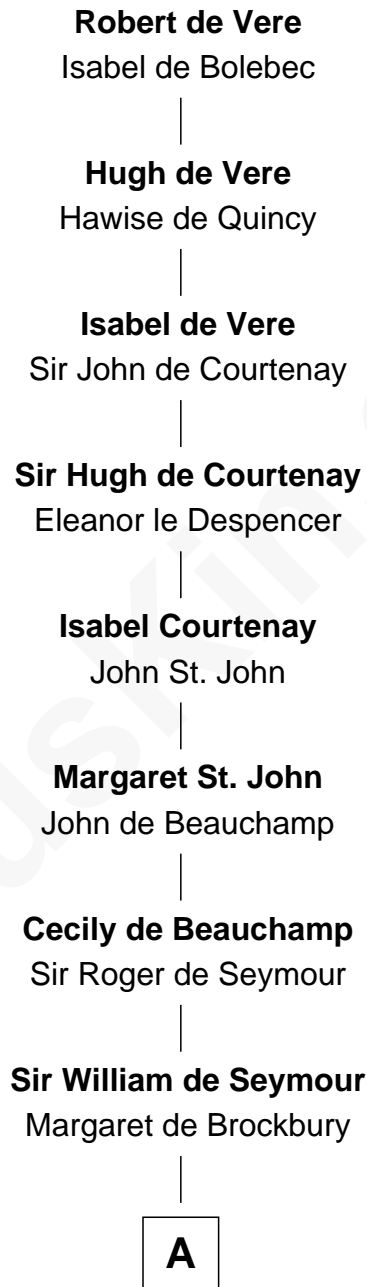 Robert de Vere
Isabel de Bolebec
Hugh de Vere
Hawise de Quincy
Isabel de Vere
Sir John de Courtenay
Sir Hugh de Courtenay
Eleanor le Despencer
Isabel Courtenay
John St. John
Margaret St. John
John de Beauchamp
Cecily de Beauchamp
Sir Roger de Seymour
Sir William de Seymour
Margaret de Brockbury
A